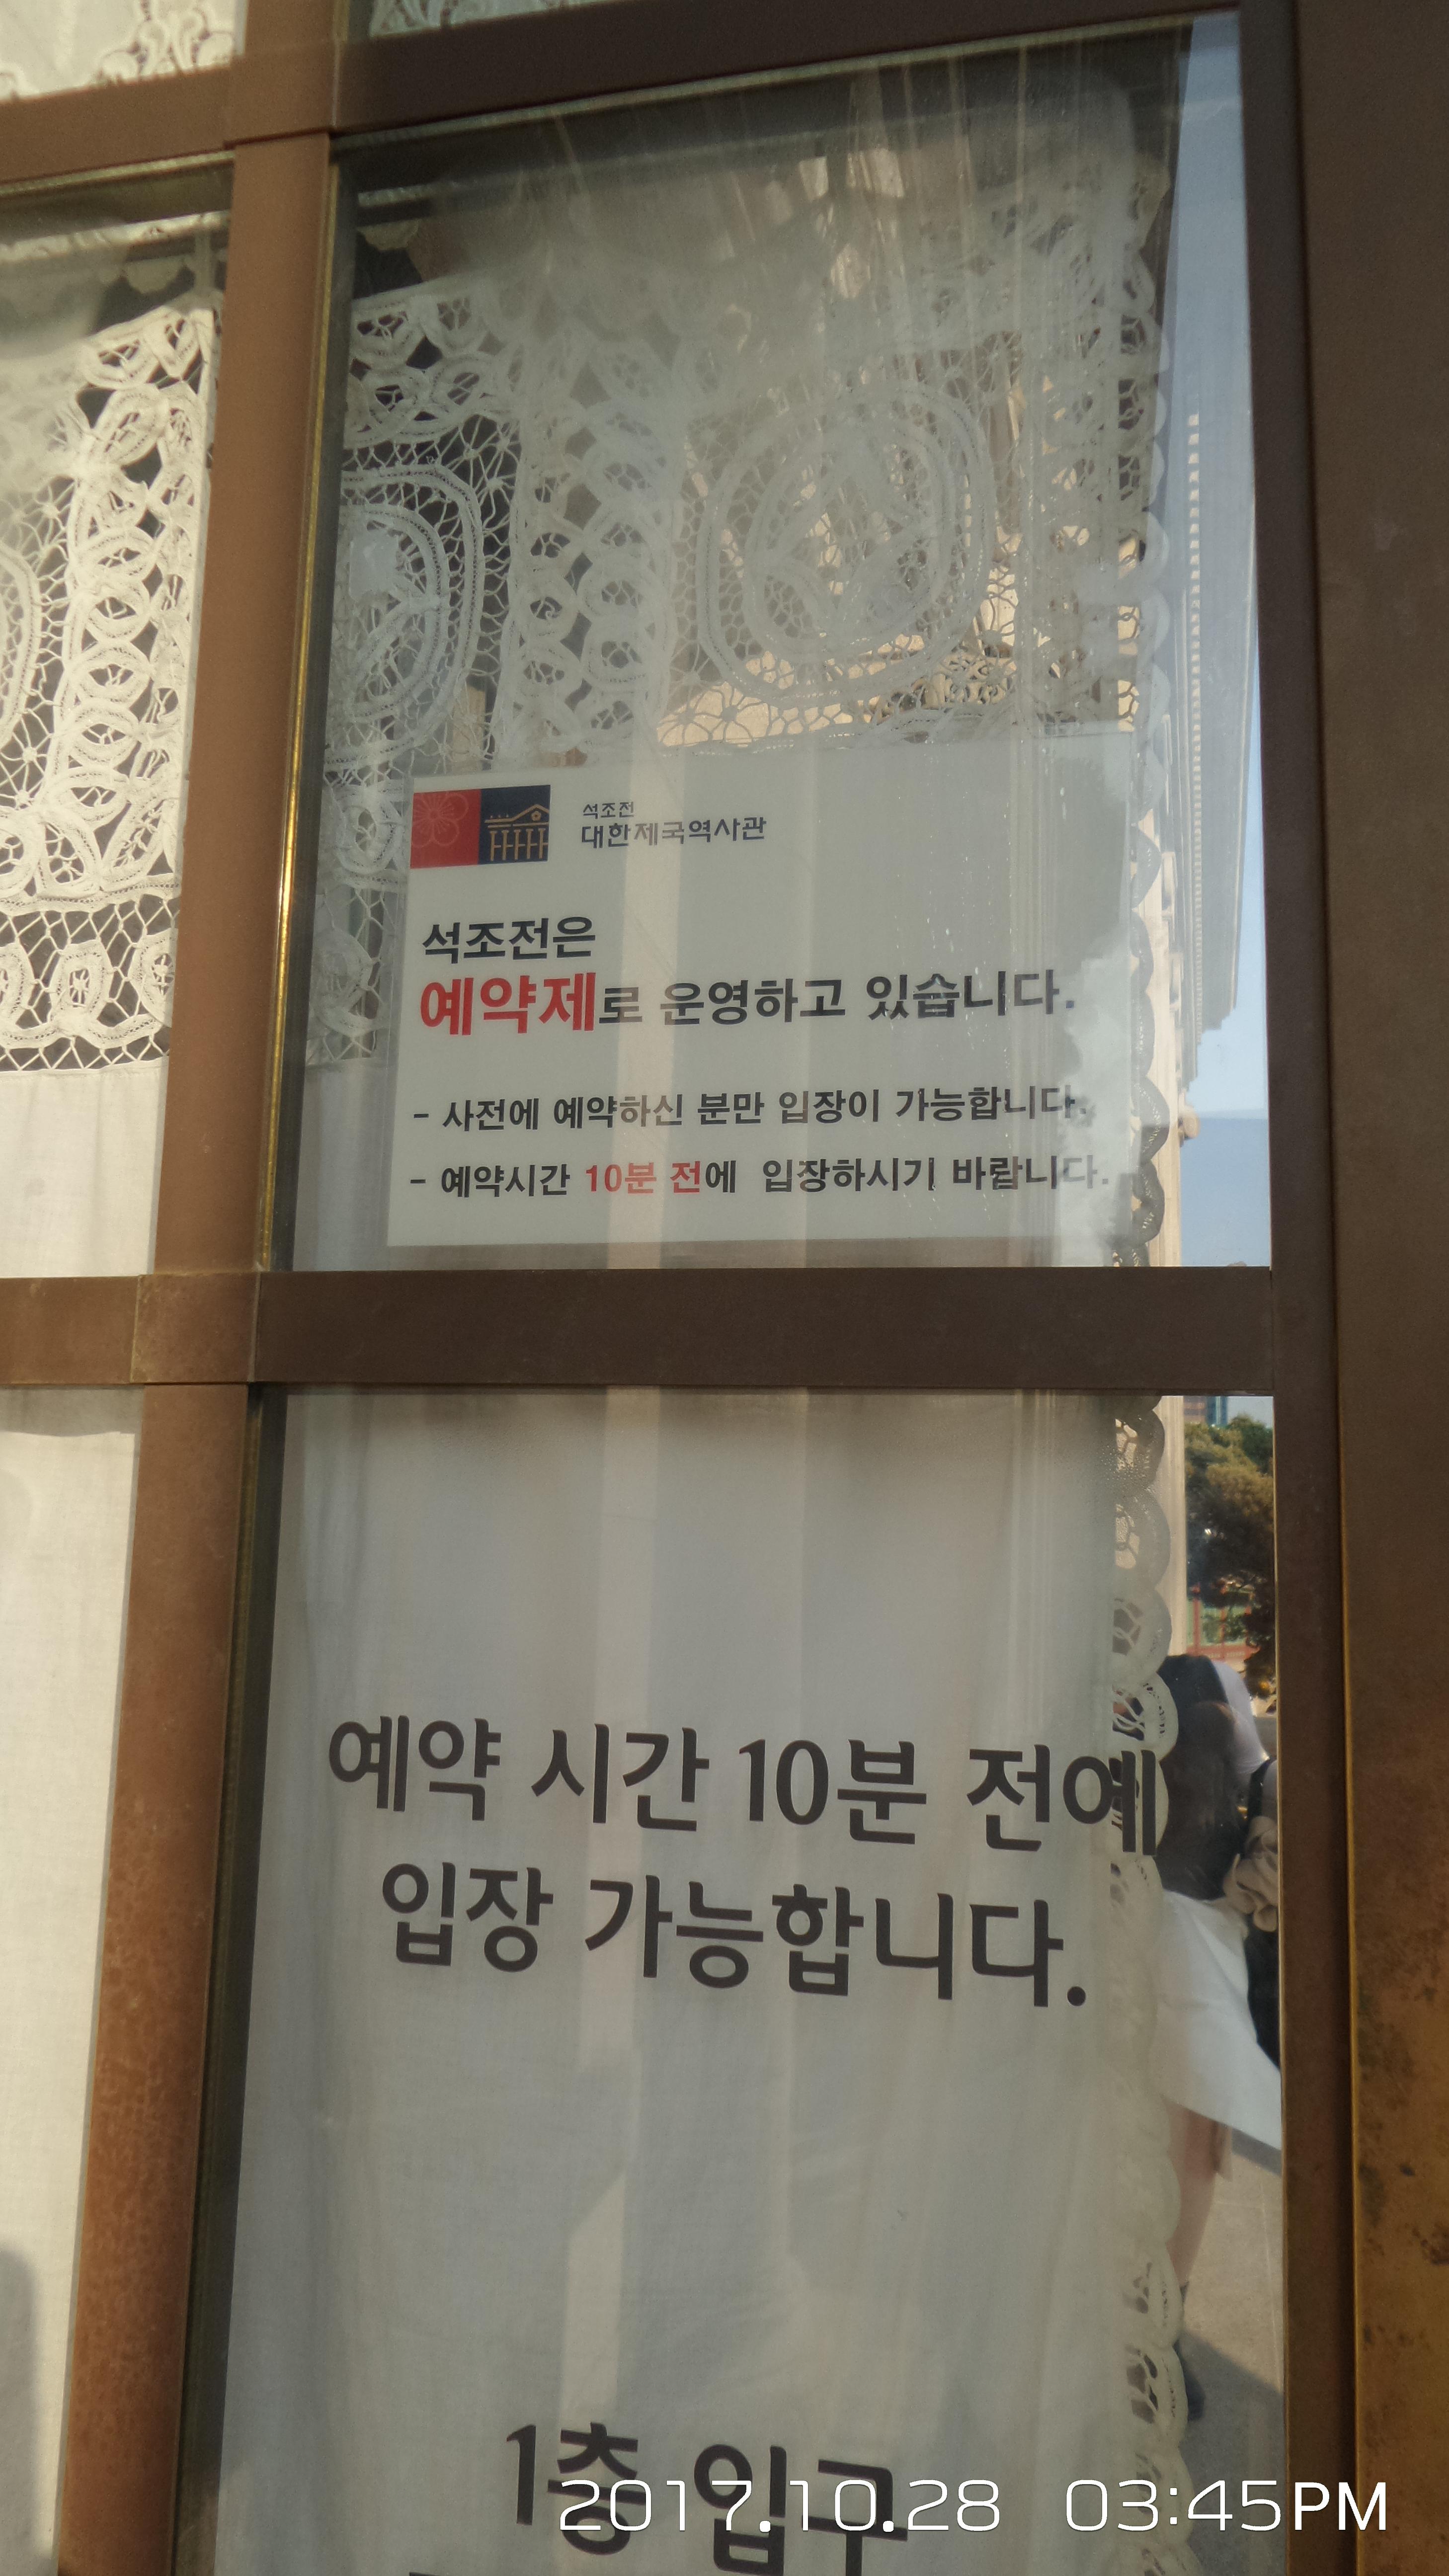 석조전
대한제국역사관
석조전은
예약제로 운영하고 있습니다.
- 사전에 예약하신 분만 입장이 가능합니다.
- 예약시간 10분 전에 입장하시기 바랍니다.
예약 시간 10분 전에
입장 가능합니다.
1층 입구
2017.10.28 03:45PM